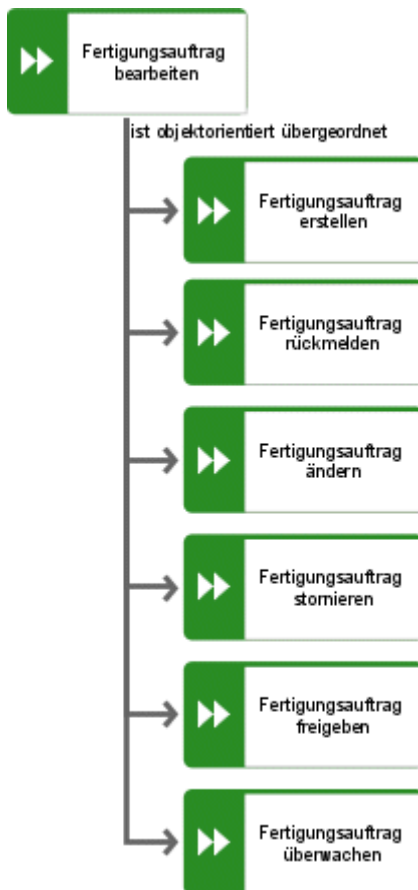 Fertigungsauftrag
bearbeiten
ist objektorientiert übergeordnet
Fertigungsauftrag
erstellen
Fertigungsauftrag
rückmelden
Fertigungsauftrag
ändern
Fertigungsauftrag
stornieren
Fertigungsauftrag
freigeben
Fertigungsauftrag
überwachen